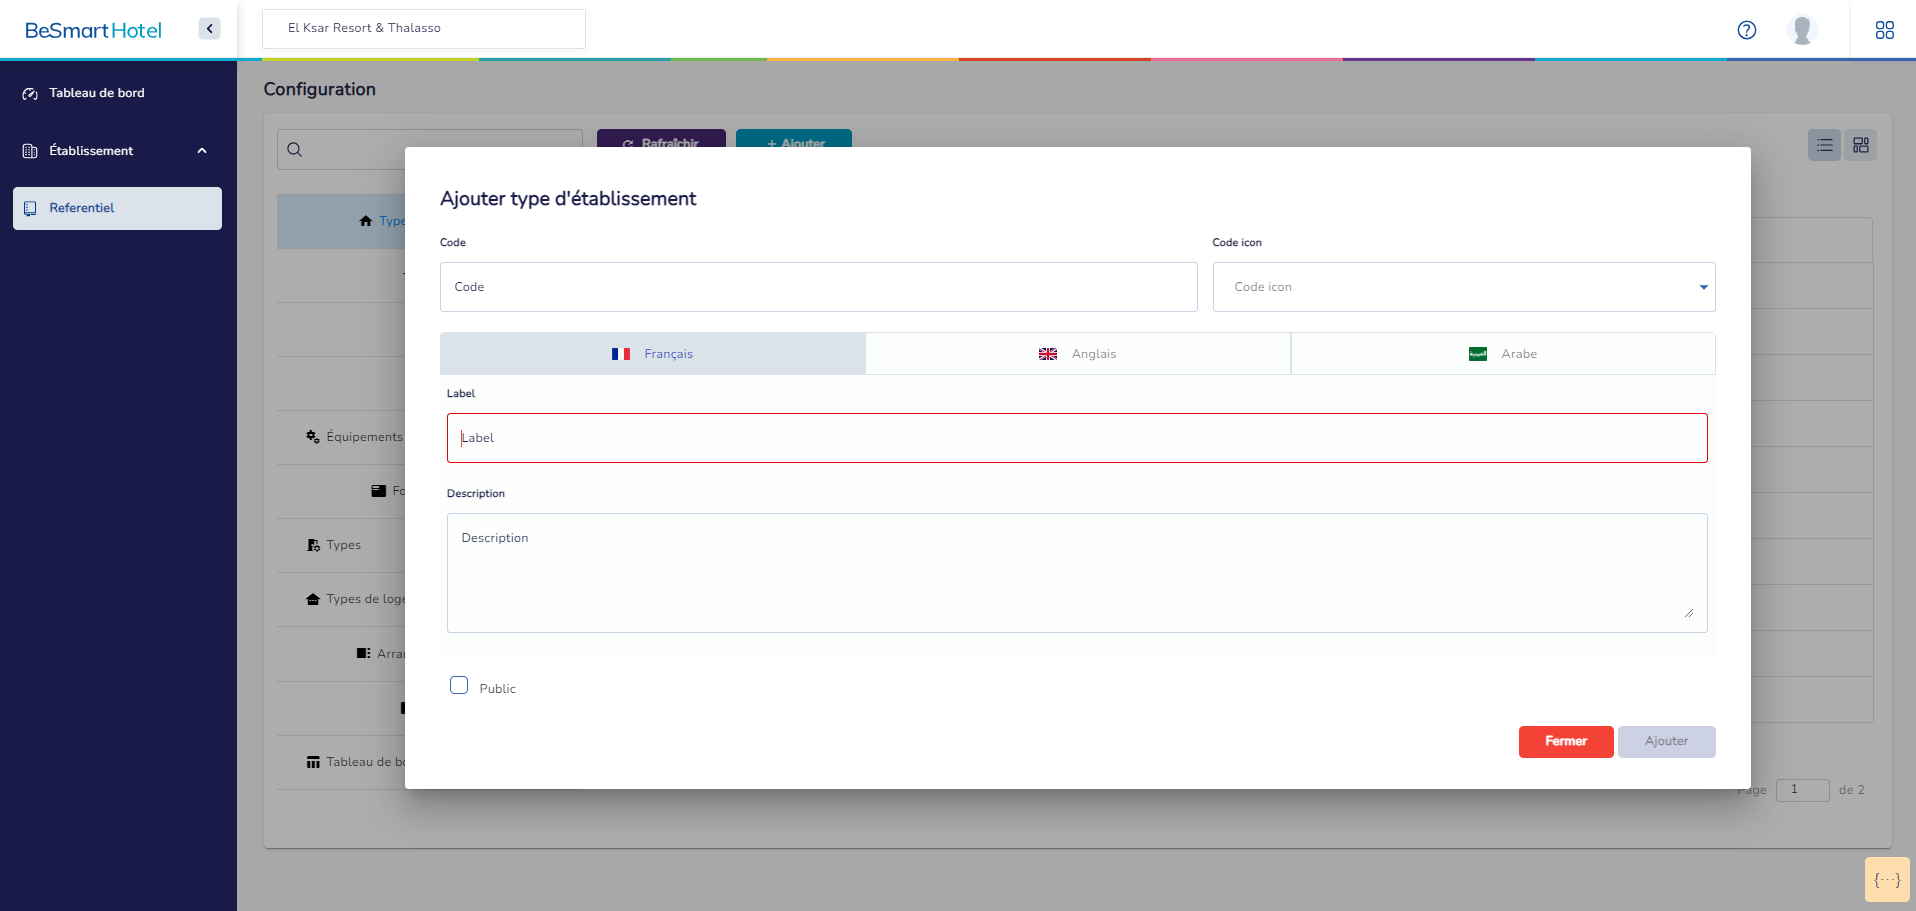 BeSmartHotel
El Ksar Resort & Thalasso
Tableau de bord
Établissement
Referentiel
Configuration
Rafraîchir
+ Ajouter
Type
Équipements
Fo
Types
Types de loge
Arra
Tableau de bo
Ajouter type d'établissement
Code
Code icon
Code
Code icon
Français
Anglais
Arabe
Label
Label
Description
Description
Public
Fermer
Ajouter
Page
1
de 2
{···}